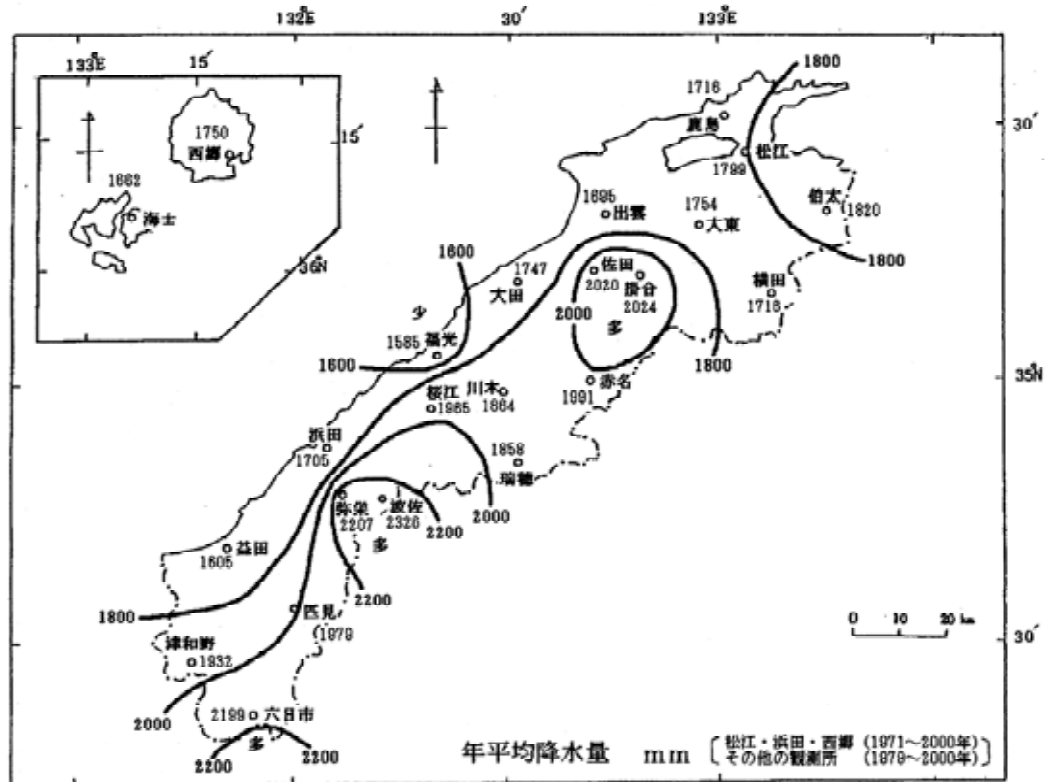 132°E
30′
133°E
133°E
15′
15′
36°N
1750
西郷
1662
海士
1716
鹿島
1799
松江
1800
伯太
1820
1800
1695
出雲
1754
大東
横田
1716
1747
大田
佐田
2020
掛合
2024
2000
多
1800
1600
少
1585
福光
1600
桜江
1965
川本
1864
赤名
1991
浜田
1705
1858
瑞穂
弥栄
2207
波佐
2326
多
2200
2000
2200
益田
1605
1800
匹見
1979
津和野
1932
2000
2199
六日市
多
2200
2200
30′
35°N
30′
0 10 20 km
年平均降水量 mm
松江・浜田・西郷 (1971~2000年)
その他の観測所 (1979~2000年)